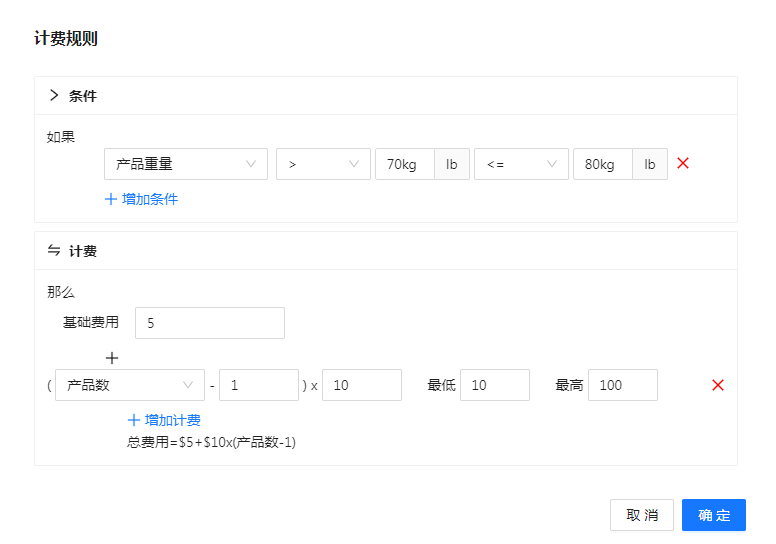 计费规则
条件
如果
产品重量 > 70kg lb <= 80kg lb
增加条件
计费
那么
基础费用 5
+
( 产品数 - 1 ) x 10 最低 10 最高 100
增加计费
总费用=$5+$10x(产品数-1)
取消 确定